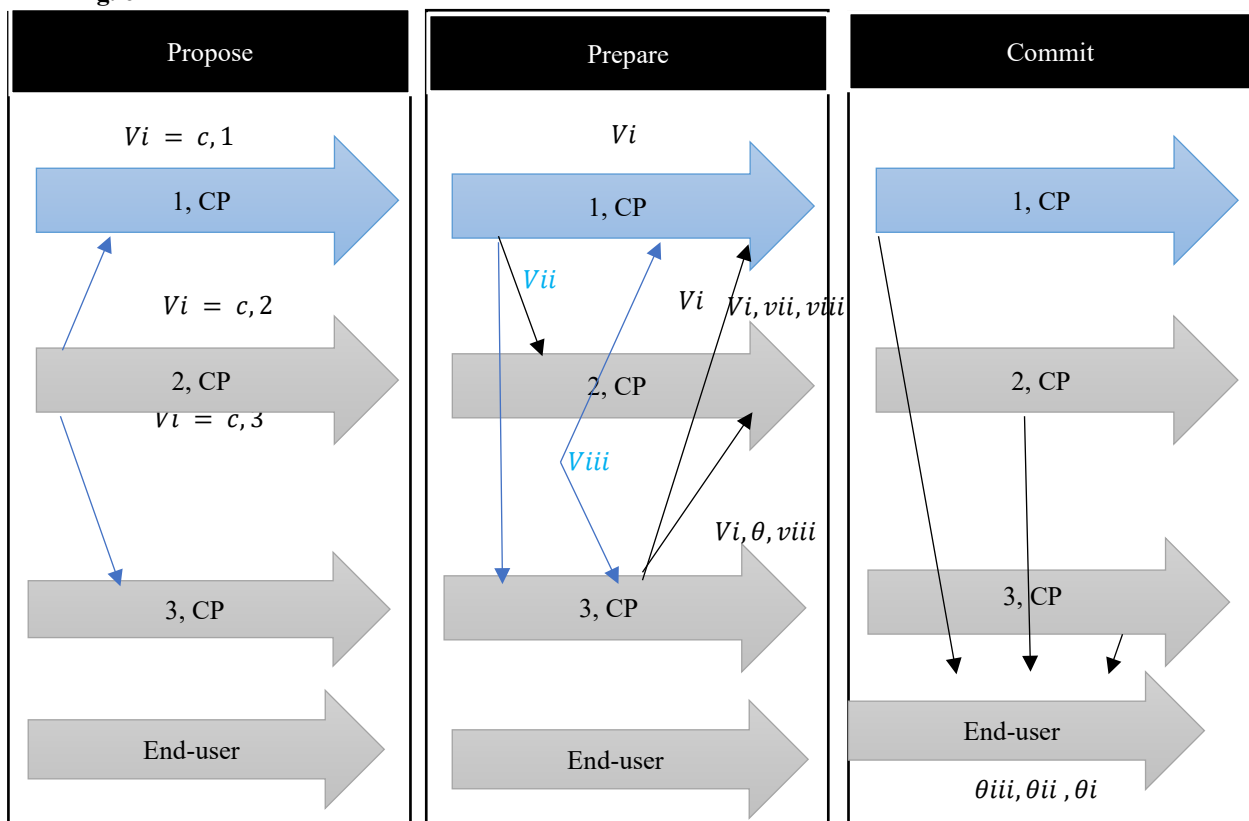 Propose
Vi = c, 1
1, CP
Vi = c, 2
2, CP
Vi = c, 3
3, CP
End-user
Prepare
Vi
1, CP
Vii
Vi
Vi, vii, viii
2, CP
Viii
Vi, θ, viii
3, CP
End-user
Commit
1, CP
2, CP
3, CP
End-user
θiii, θii , θi